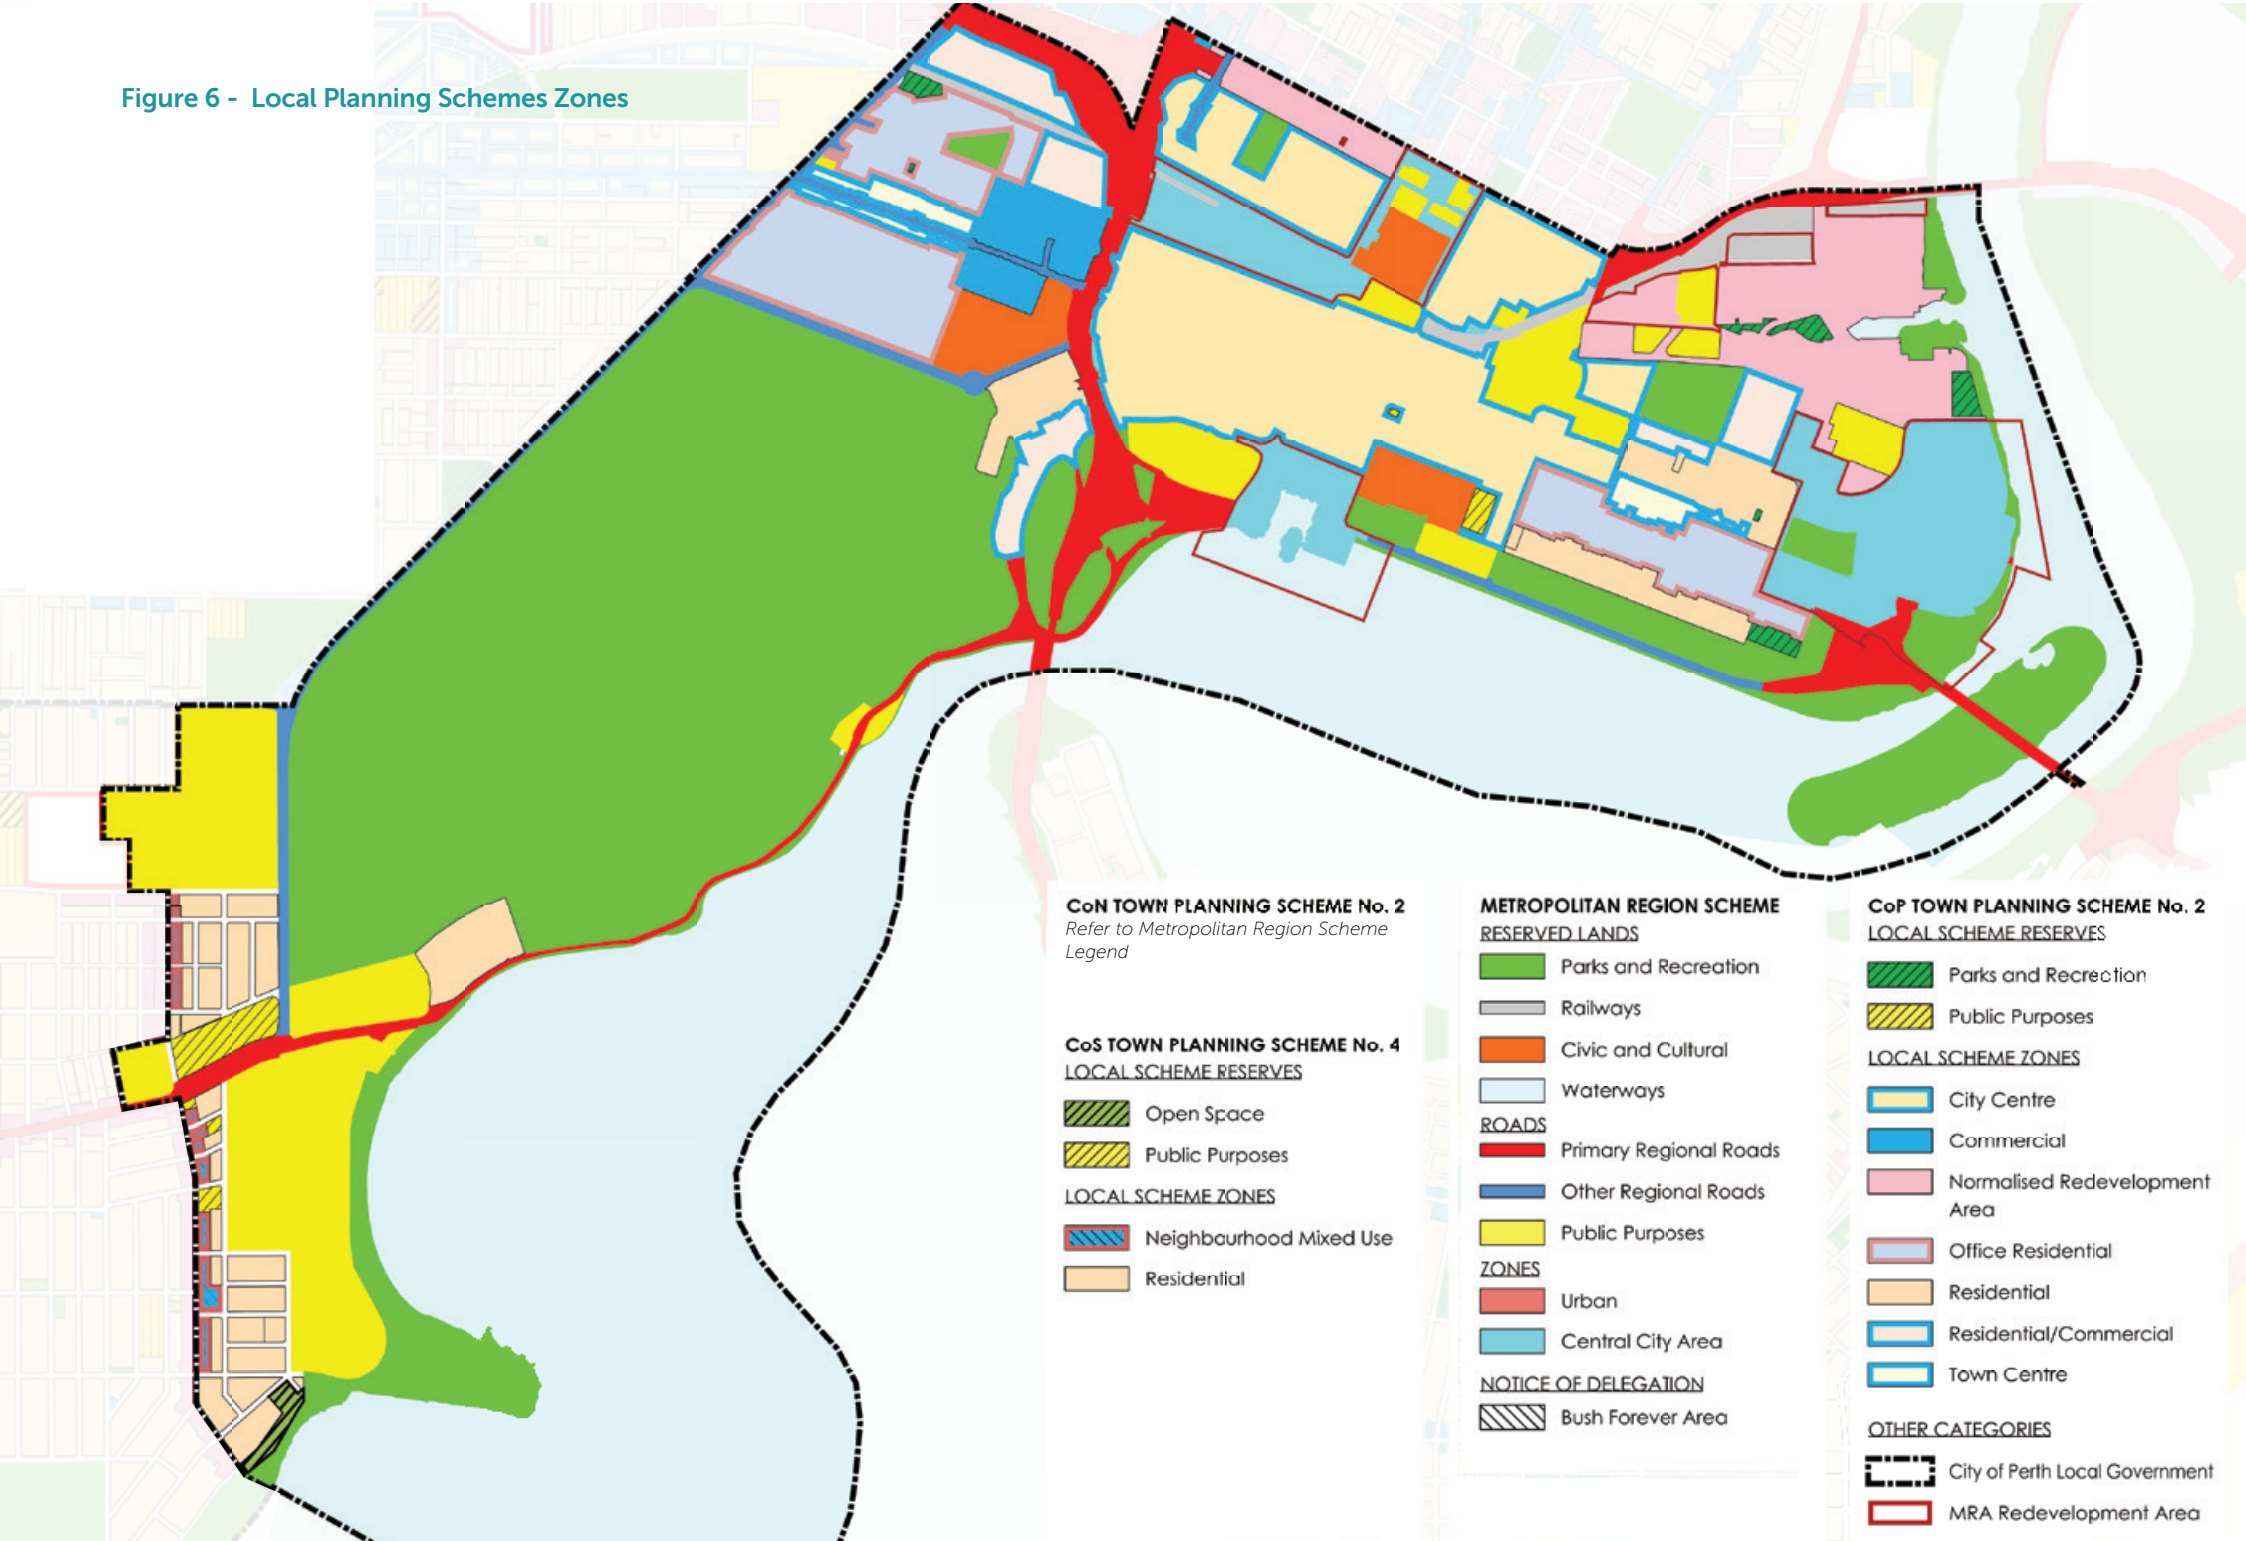 Figure 6 - Local Planning Schemes Zones
CoN TOWN PLANNING SCHEME No. 2
Refer to Metropolitan Region Scheme
Legend
CoS TOWN PLANNING SCHEME No. 4
LOCAL SCHEME RESERVES
Open Space
Public Purposes
LOCAL SCHEME ZONES
Neighbourhood Mixed Use
Residential
METROPOLITAN REGION SCHEME
RESERVED LANDS
Parks and Recreation
Railways
Civic and Cultural
Waterways
ROADS
Primary Regional Roads
Other Regional Roads
Public Purposes
ZONES
Urban
Central City Area
NOTICE OF DELEGATION
Bush Forever Area
CoP TOWN PLANNING SCHEME No. 2
LOCAL SCHEME RESERVES
Parks and Recreation
Public Purposes
LOCAL SCHEME ZONES
City Centre
Commercial
Normalised Redevelopment
Area
Office Residential
Residential
Residential/Commercial
Town Centre
OTHER CATEGORIES
City of Perth Local Government
MRA Redevelopment Area